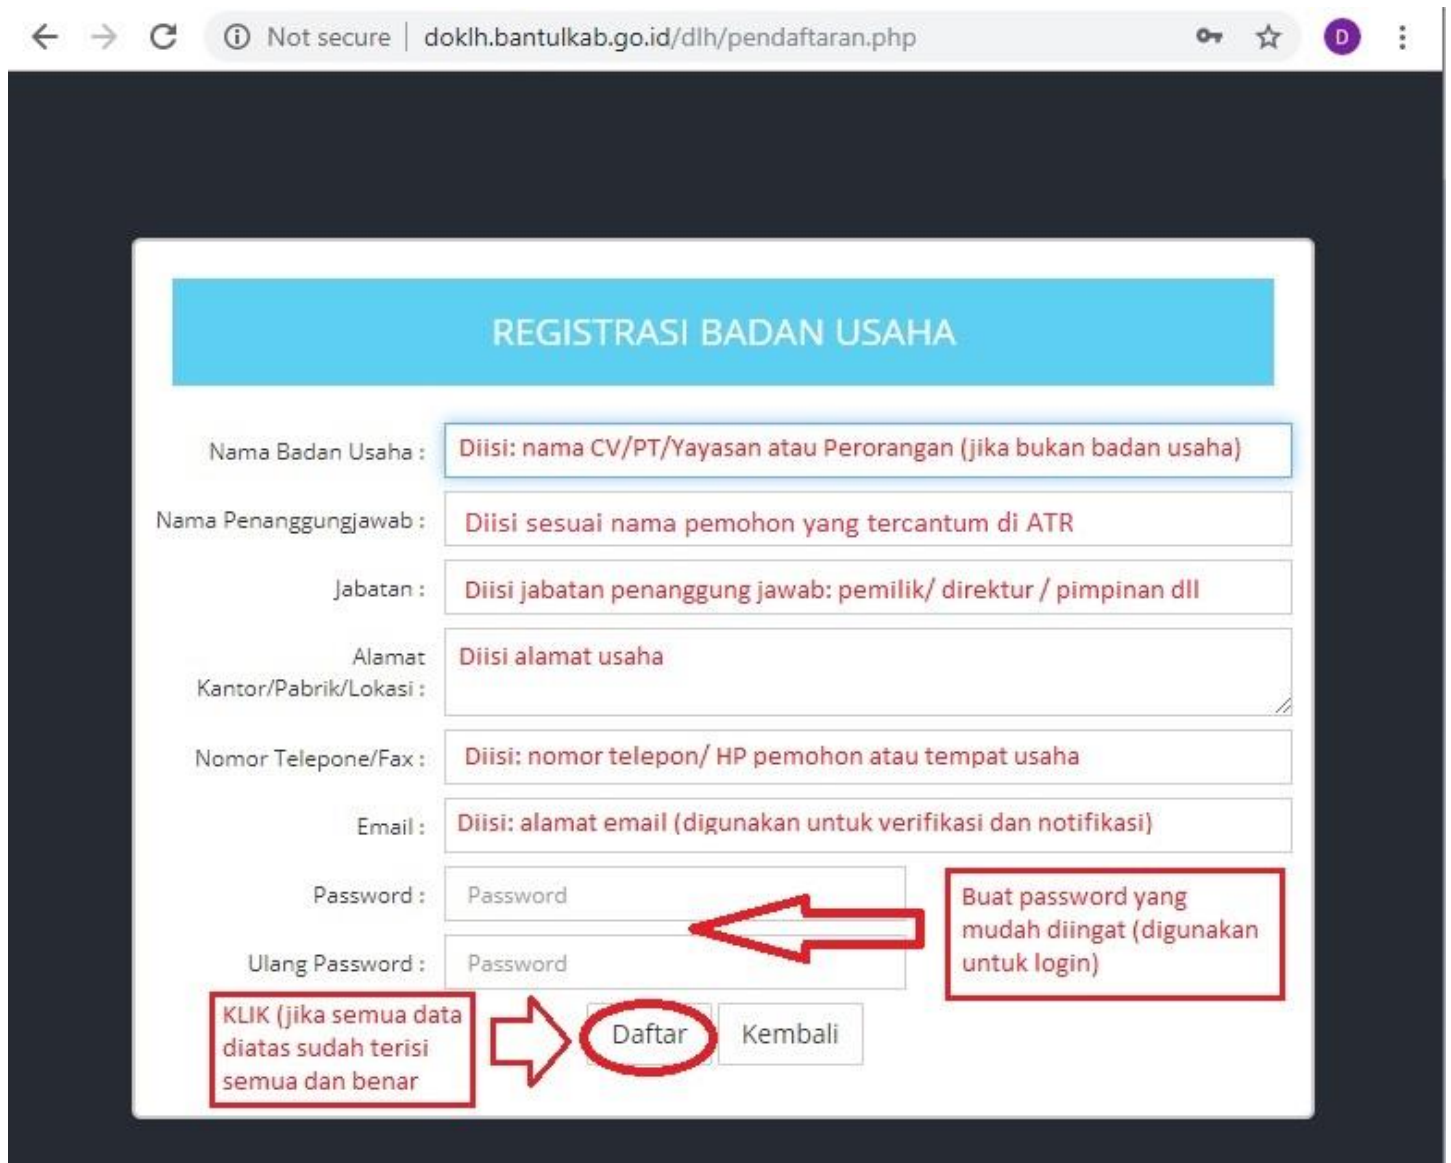 Not secure | doklh.bantulkab.go.id/dlh/pendaftaran.php
D
REGISTRASI BADAN USAHA
Nama Badan Usaha : Diisi: nama CV/PT/Yayasan atau Perorangan (jika bukan badan usaha)
Nama Penanggungjawab : Diisi sesuai nama pemohon yang tercantum di ATR
Jabatan : Diisi jabatan penanggung jawab: pemilik/ direktur / pimpinan dll
Alamat
Kantor/Pabrik/Lokasi :
Diisi alamat usaha
Nomor Telepone/Fax : Diisi: nomor telepon/ HP pemohon atau tempat usaha
Email : Diisi: alamat email (digunakan untuk verifikasi dan notifikasi)
Password : Password
Ulang Password : Password
Buat password yang
mudah diingat (digunakan
untuk login)
KLIK (jika semua data
diatas sudah terisi
semua dan benar
Daftar Kembali